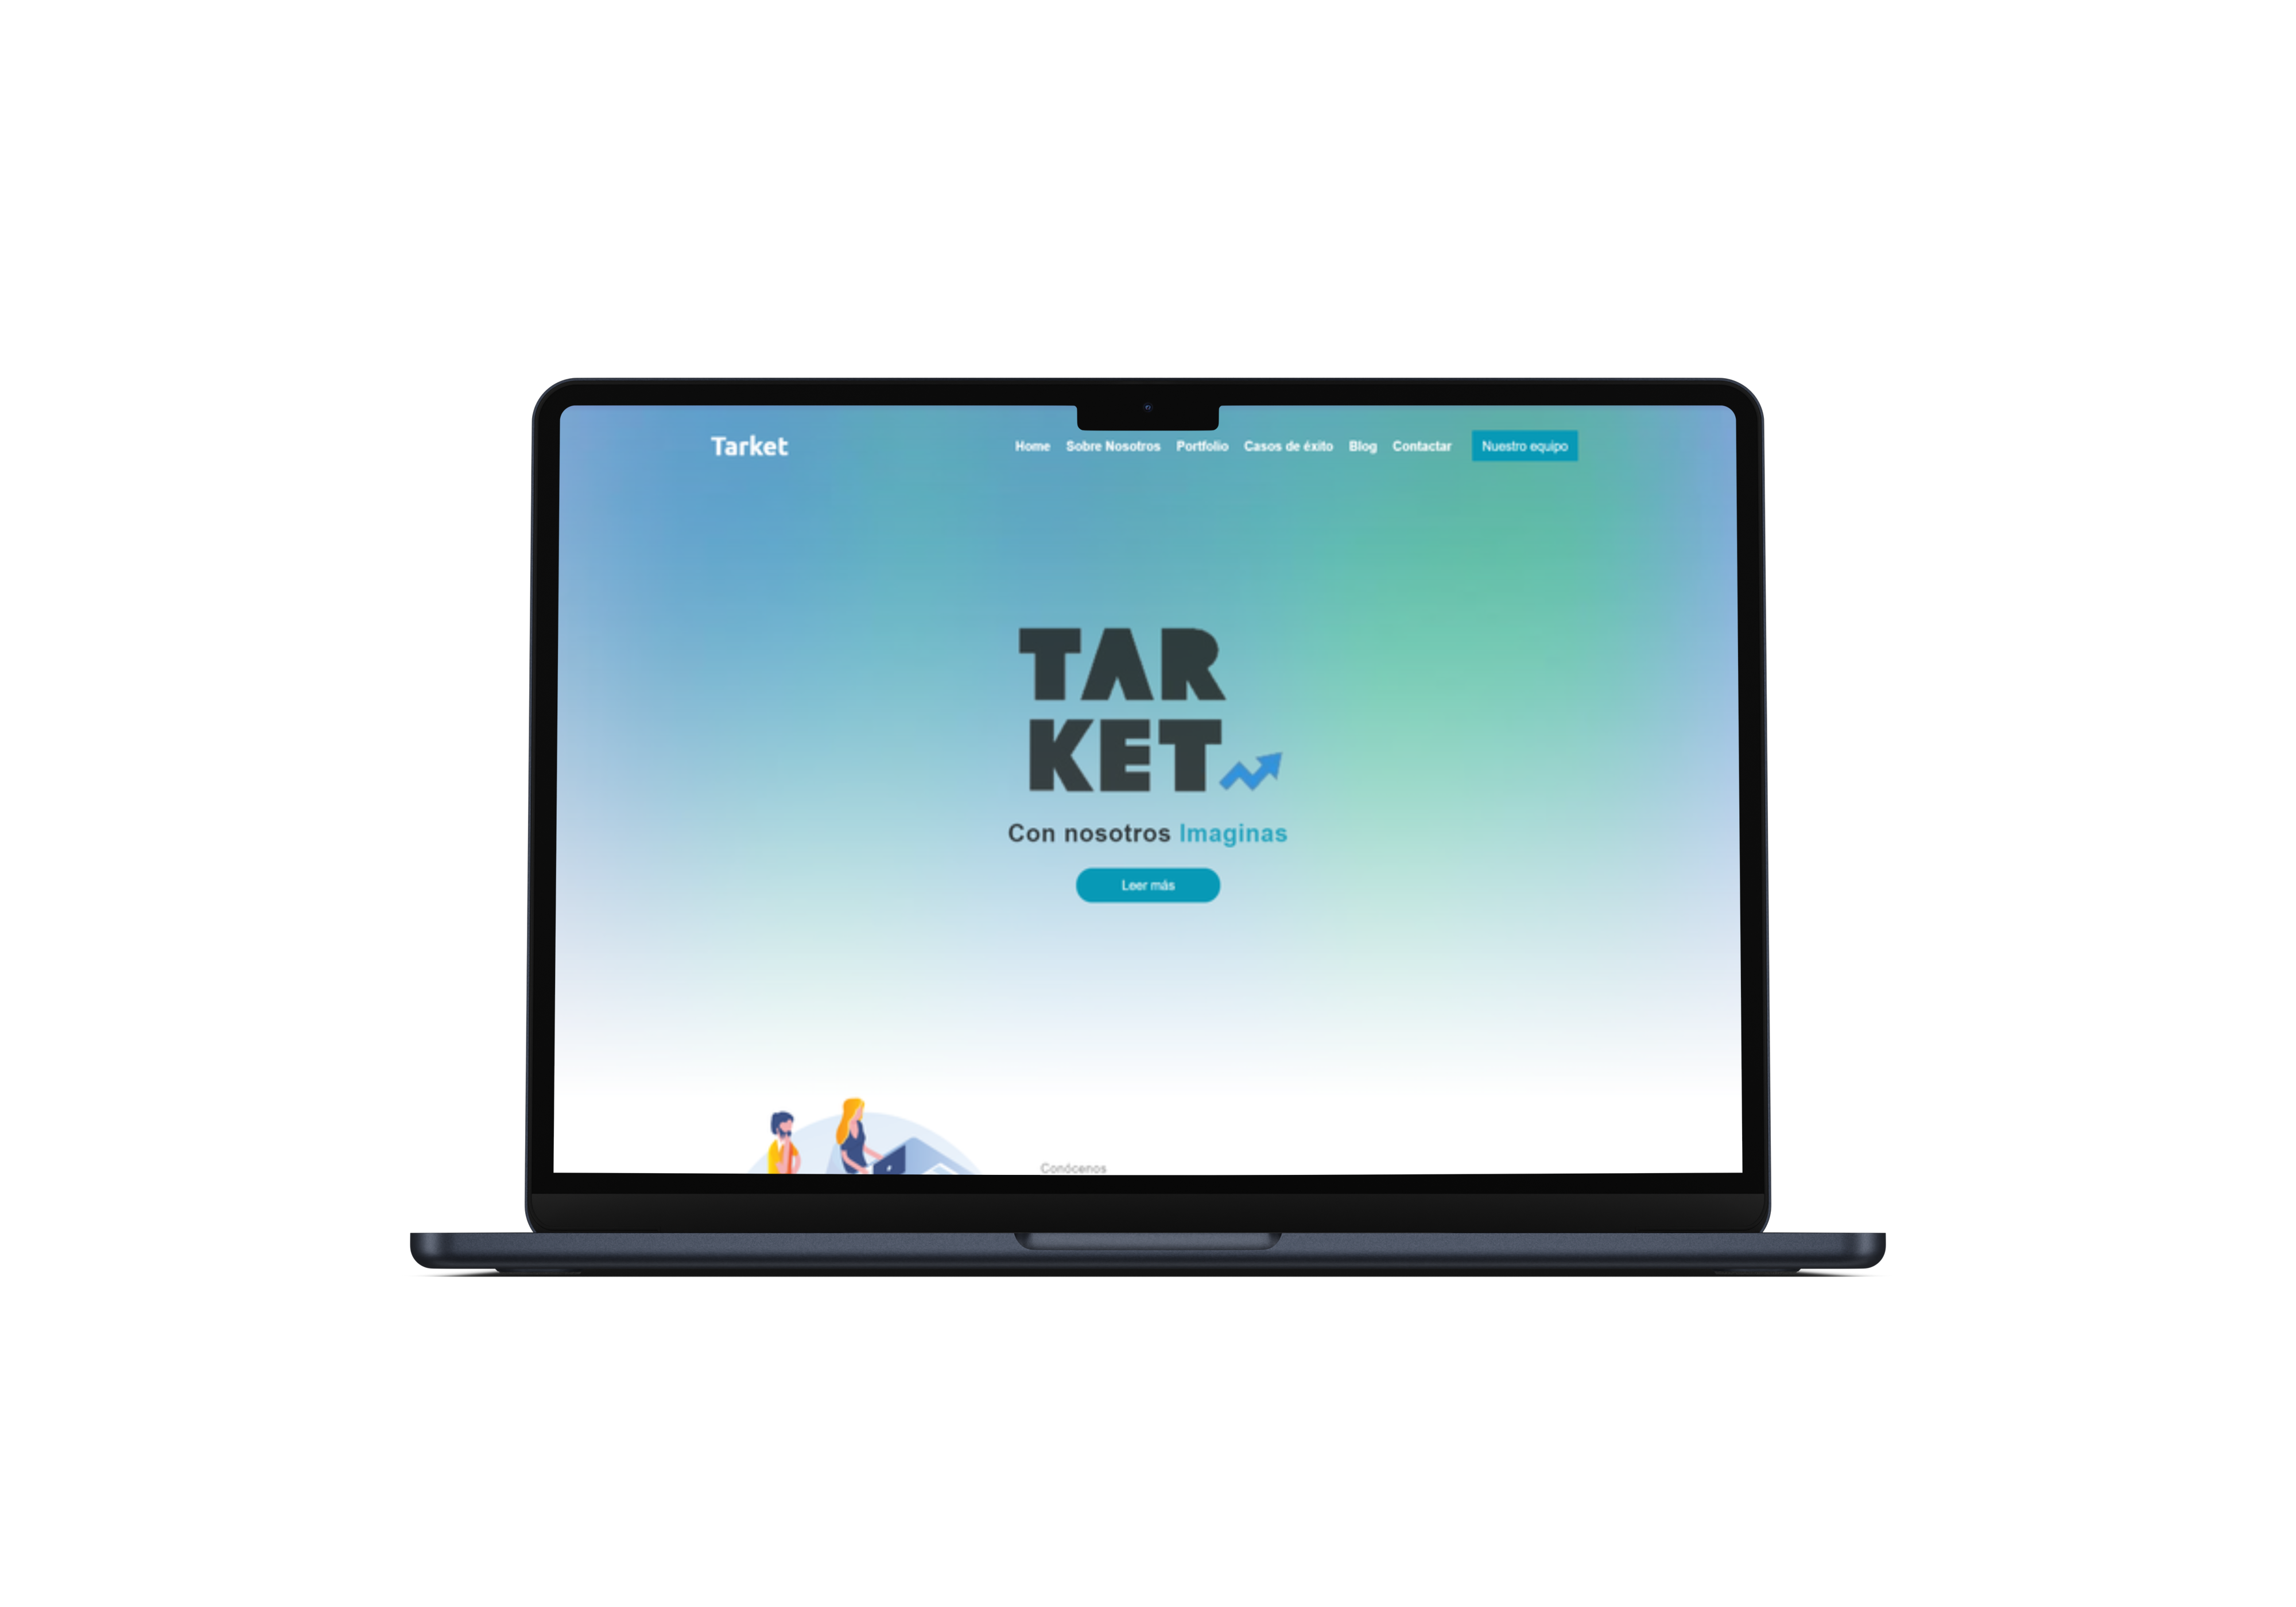 Tarket Home Sobre Nosotros Portfolio Casos de éxito Blog Contactar Nuestro equipo
TAR
KET
Con nosotros Imaginas
Leer más
Conócenos